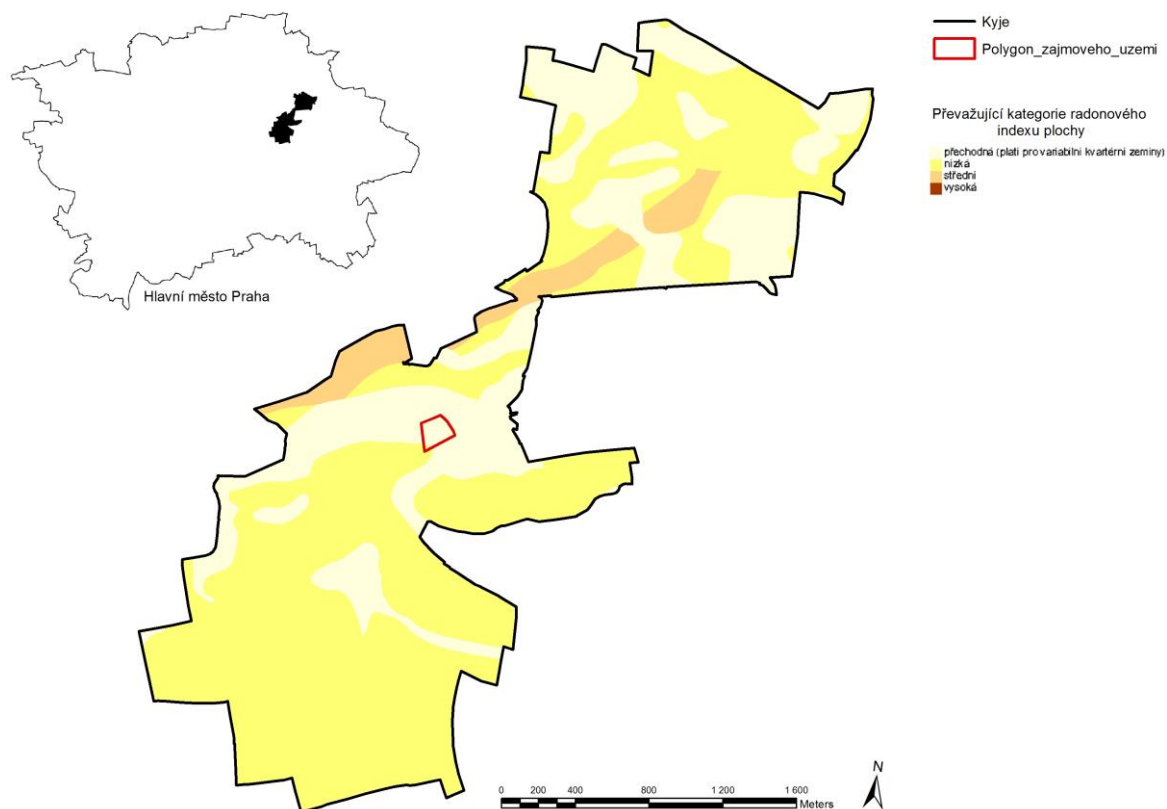 Kyje
Polygon_zajmoveho_uzemi
Převažující kategorie radonového
indexu plochy
přechodná (platí pro variabilní kvartérní zeminy)
nízká
střední
vysoká
Hlavní město Praha
N
0 200 400 800 1 200 1 600
Meters